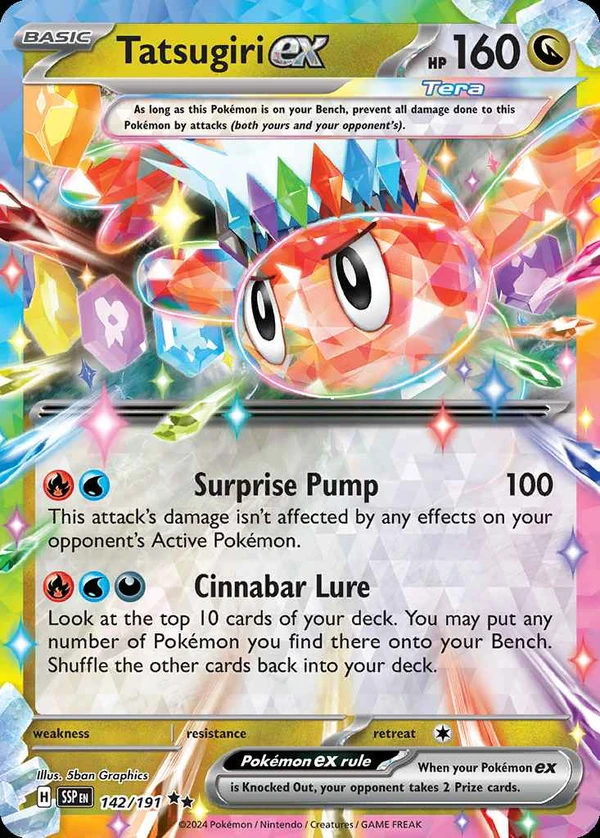 BASIC
Tatsugiri ex
HP 160
Tera
As long as this Pokémon is on your Bench, prevent all damage done to this
Pokémon by attacks (both yours and your opponent's).
Surprise Pump 100
This attack's damage isn't affected by any effects on your
opponent's Active Pokémon.
Cinnabar Lure
Look at the top 10 cards of your deck. You may put any
number of Pokémon you find there onto your Bench.
Shuffle the other cards back into your deck.
weakness resistance retreat
Illus. 5ban Graphics
Pokémon ex rule
When your Pokémon ex
is Knocked Out, your opponent takes 2 Prize cards.
H SSP EN 142/191
©2024 Pokémon / Nintendo / Creatures / GAME FREAK